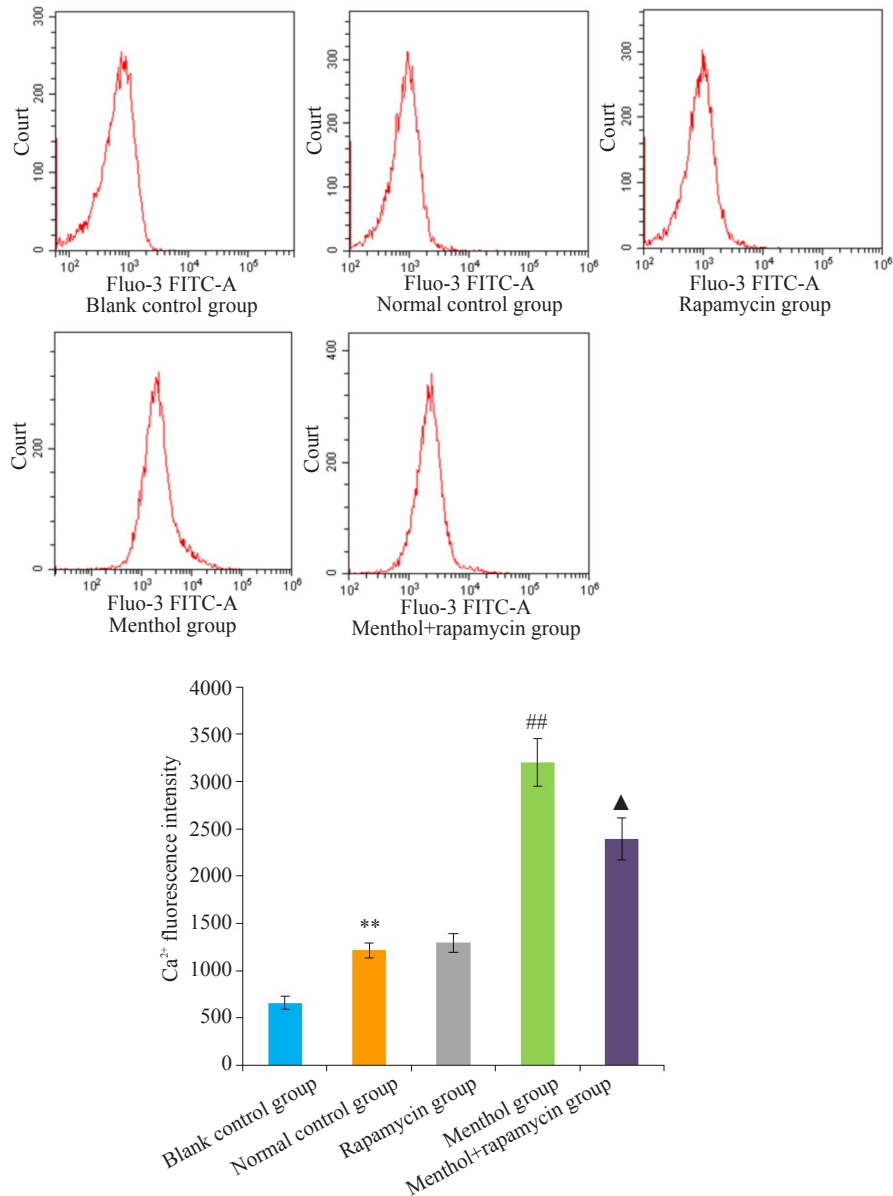 300
200
100
0
Court
10² 10³ 10⁴ 10⁵
Fluo-3 FITC-A
Blank control group
300
200
100
0
Court
10² 10³ 10⁴ 10⁵ 10⁶
Fluo-3 FITC-A
Normal control group
300
200
100
0
Court
10² 10³ 10⁴ 10⁵ 10⁶
Fluo-3 FITC-A
Rapamycin group
200
0
Court
10² 10³ 10⁴ 10⁵ 10⁶
Fluo-3 FITC-A
Menthol group
400
200
0
Court
10² 10³ 10⁴ 10⁵ 10⁶
Fluo-3 FITC-A
Menthol+rapamycin group
Ca²⁺ fluorescence intensity
4000
3500
3000
2500
2000
1500
1000
500
0
**
##
▲
Blank control group
Normal control group
Rapamycin group
Menthol group
Menthol+rapamycin group